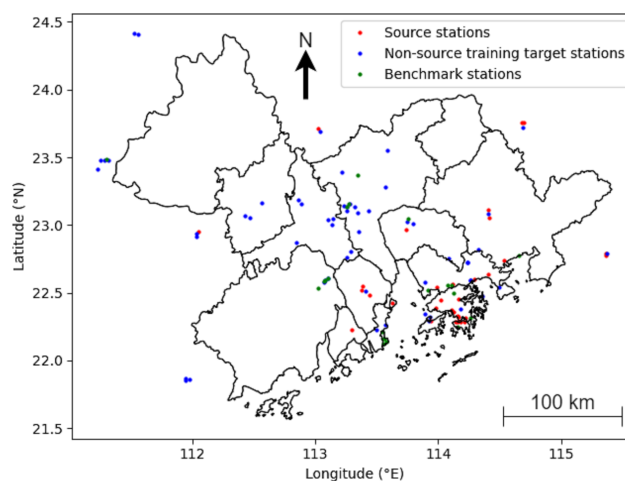 24.5
24.0
23.5
23.0
22.5
22.0
21.5
Latitude (°N)
N
Source stations
Non-source training target stations
Benchmark stations
100 km
112
113
114
115
Longitude (°E)